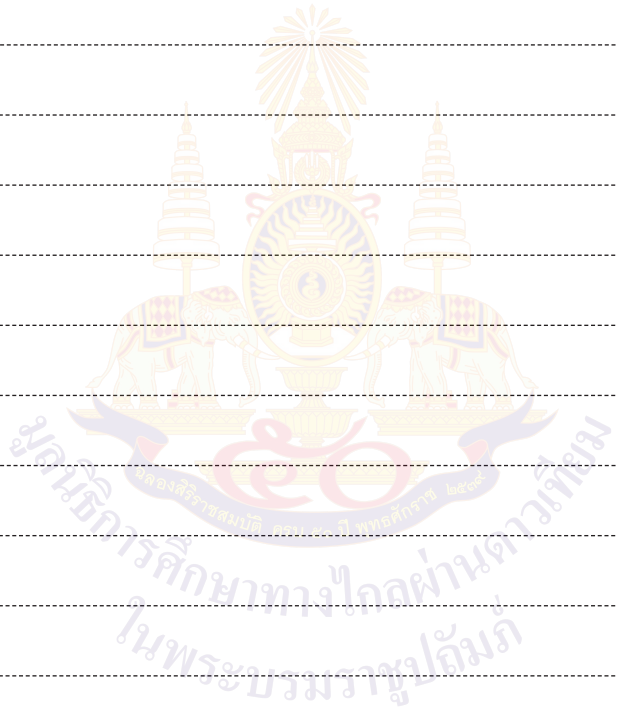 ๕๐
ฉลองสิริราชสมบัติ ครบ ๕๐ ปี พุทธศักราช ๒๕๓๙
มูลนิธิการศึกษาทางไกลผ่านดาวเทียม
ในพระบรมราชูปถัมภ์